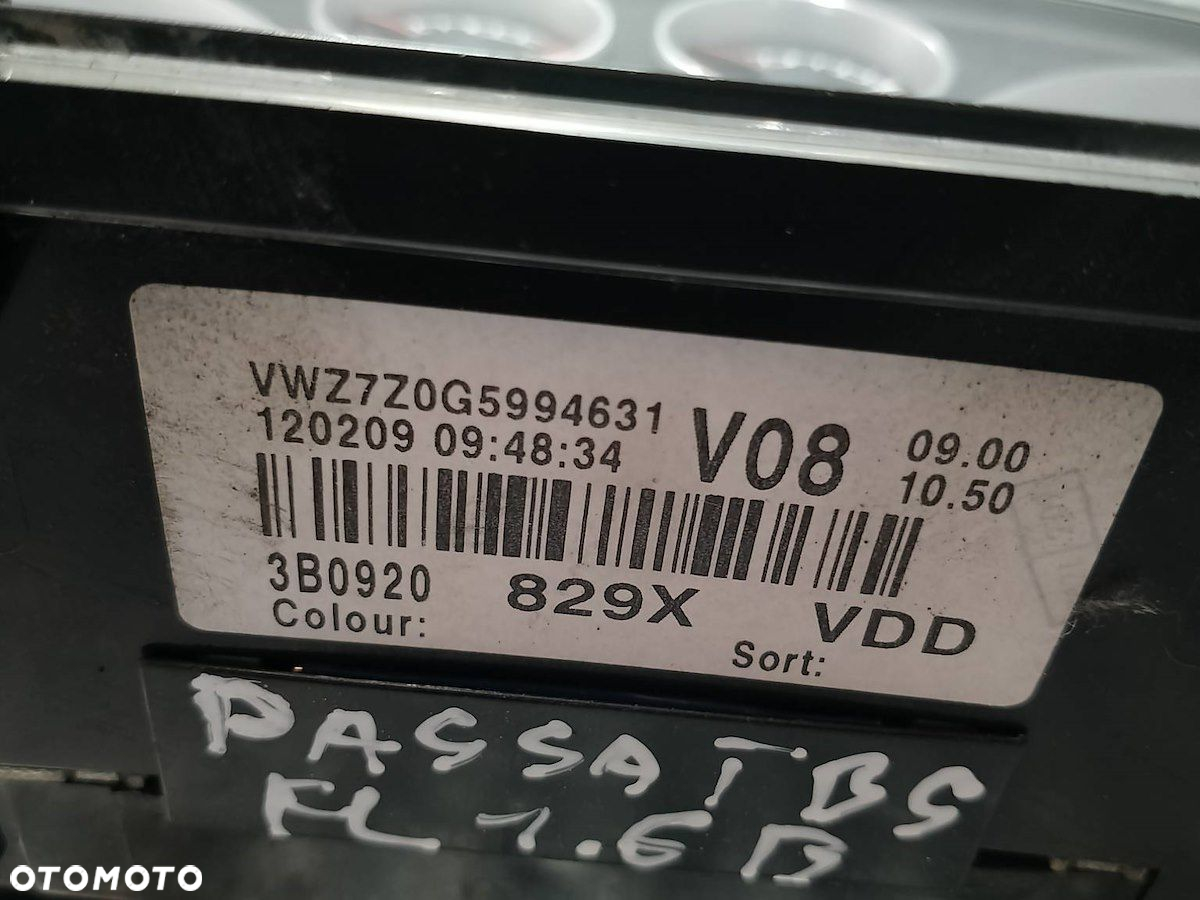 VWZ7Z0G5994631
120209 09:48:34
V08
09.00
10.50
3B0920 829X VDD
Colour: Sort:
PASSAT B5
FL 1.6 B
OTOMOTO